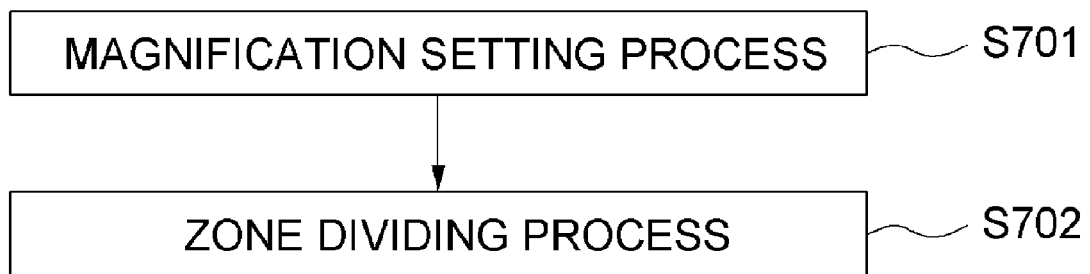 MAGNIFICATION SETTING PROCESS S701
ZONE DIVIDING PROCESS S702